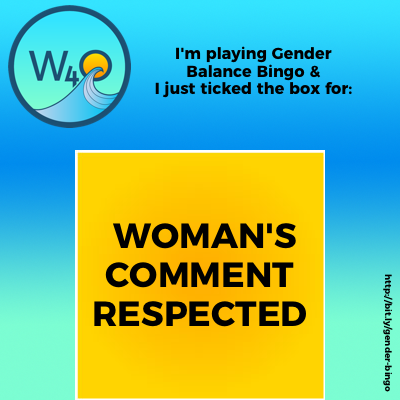 W4O
I'm playing Gender
Balance Bingo &
I just ticked the box for:
WOMAN'S
COMMENT
RESPECTED
http://bit.ly/gender-bingo